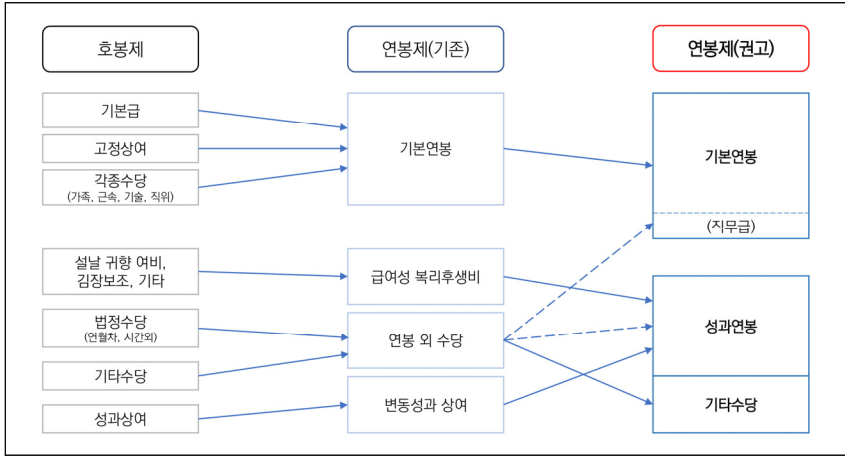 호봉제
연봉제(기존)
연봉제(권고)
기본급
고정상여
각종수당
(가족, 근속, 기술, 직위)
기본연봉
기본연봉
(직무급)
설날 귀향 여비,
김장보조, 기타
법정수당
(연월차, 시간외)
기타수당
성과상여
급여성 복리후생비
연봉 외 수당
변동성과 상여
성과연봉
기타수당